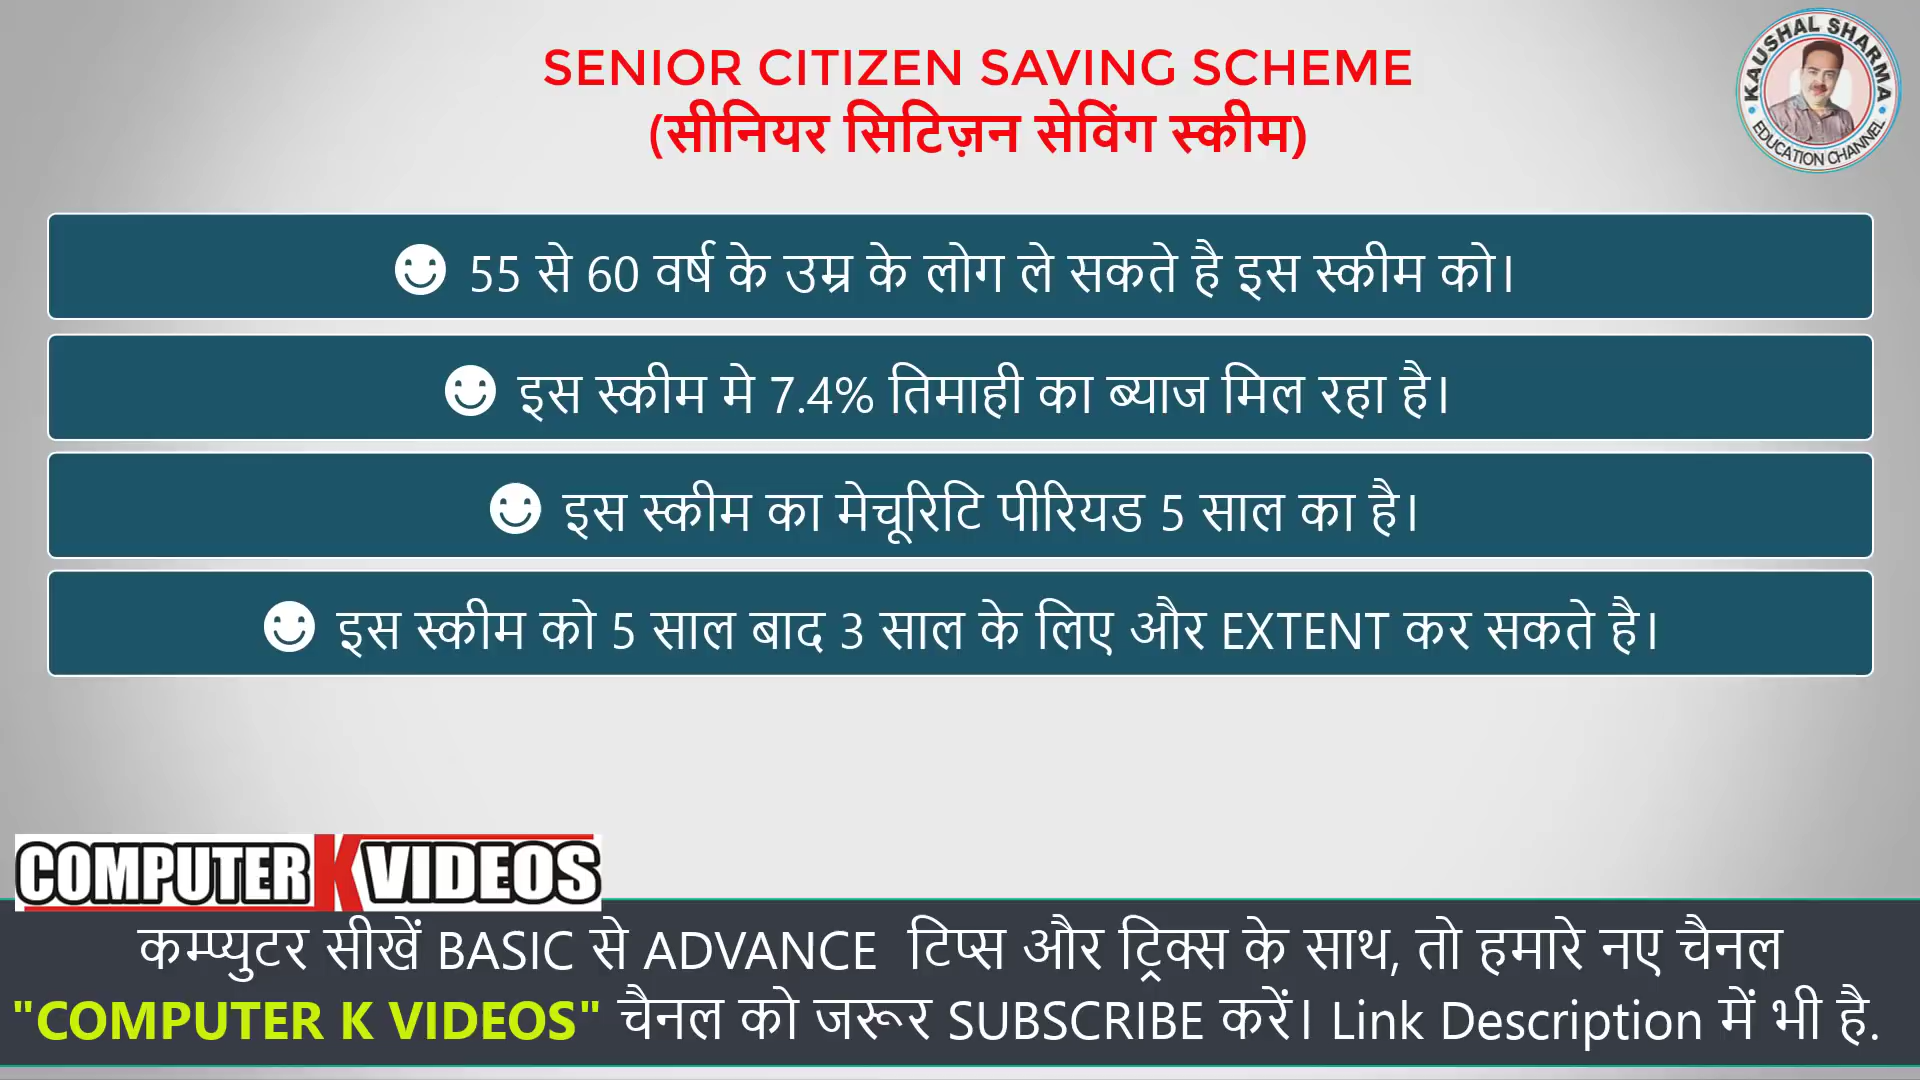 SENIOR CITIZEN SAVING SCHEME
(सीनियर सिटिज़न सेविंग स्कीम)
KAUSHAL SHARMA
EDUCATION CHANNEL
55 से 60 वर्ष के उम्र के लोग ले सकते है इस स्कीम को।
इस स्कीम मे 7.4% तिमाही का ब्याज मिल रहा है।
इस स्कीम का मेचूरिटि पीरियड 5 साल का है।
इस स्कीम को 5 साल बाद 3 साल के लिए और EXTENT कर सकते है।
COMPUTER K VIDEOS
कम्प्युटर सीखें BASIC से ADVANCE टिप्स और ट्रिक्स के साथ, तो हमारे नए चैनल
"COMPUTER K VIDEOS" चैनल को जरूर SUBSCRIBE करें। Link Description में भी है.